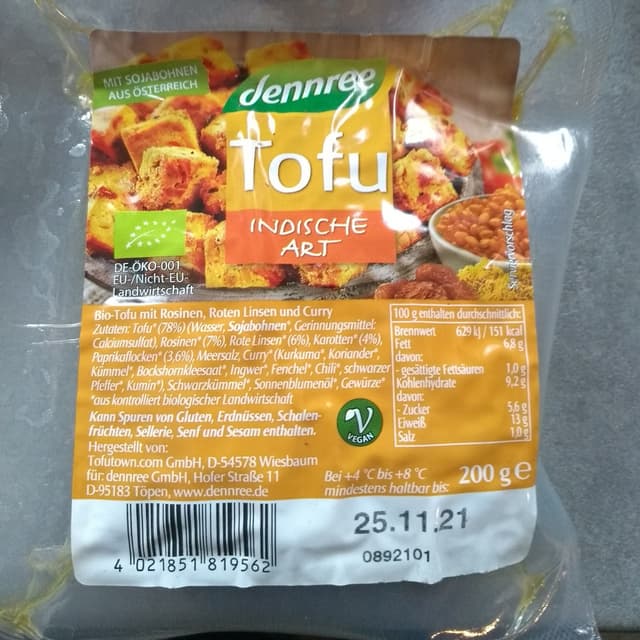 MIT SOJABOHNEN
AUS ÖSTERREICH
dennree
Tofu
INDISCHE
ART
DE-ÖKO-001
EU-/Nicht-EU-
Landwirtschaft
Serviervorschlag
Bio-Tofu mit Rosinen, Roten Linsen und Curry
Zutaten: Tofu* (78%) (Wasser, Sojabohnen*, Gerinnungsmittel:
Calciumsulfat), Rosinen* (7%), Rote Linsen* (6%), Karotten* (4%),
Paprikaflocken* (3,6%), Meersalz, Curry* (Kurkuma*, Koriander*,
Kümmel*, Bockshornkleesaat*, Ingwer*, Fenchel*, Chili*, schwarzer
Pfeffer*, Kumin*), Schwarzkümmel*, Sonnenblumenöl*, Gewürze*
*aus kontrolliert biologischer Landwirtschaft
Kann Spuren von Gluten, Erdnüssen, Schalen-
früchten, Sellerie, Senf und Sesam enthalten.
Hergestellt von:
Tofutown.com GmbH, D-54578 Wiesbaum
für: dennree GmbH, Hofer Straße 11
D-95183 Töpen, www.dennree.de
V
VEGAN
100 g enthalten durchschnittlich:
Brennwert 629 kJ / 151 kcal
Fett 6,8 g
davon:
- gesättigte Fettsäuren 1,0 g
Kohlenhydrate 9,2 g
davon:
- Zucker 5,6 g
Eiweiß 13 g
Salz 1,0 g
Bei +4 °C bis +8 °C
mindestens haltbar bis:
200 g e
25.11.21
0892101
4 021851 819562